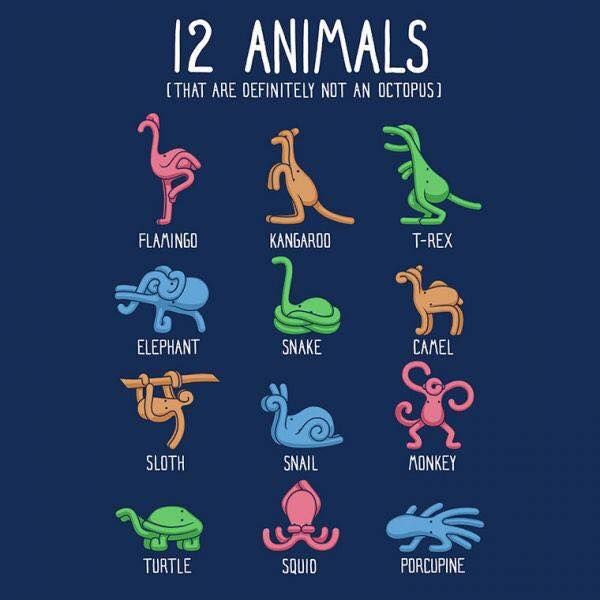 12 ANIMALS
[THAT ARE DEFINITELY NOT AN OCTOPUS]
FLAMINGO KANGAROO T-REX
ELEPHANT SNAKE CAMEL
SLOTH SNAIL MONKEY
TURTLE SQUID PORCUPINE